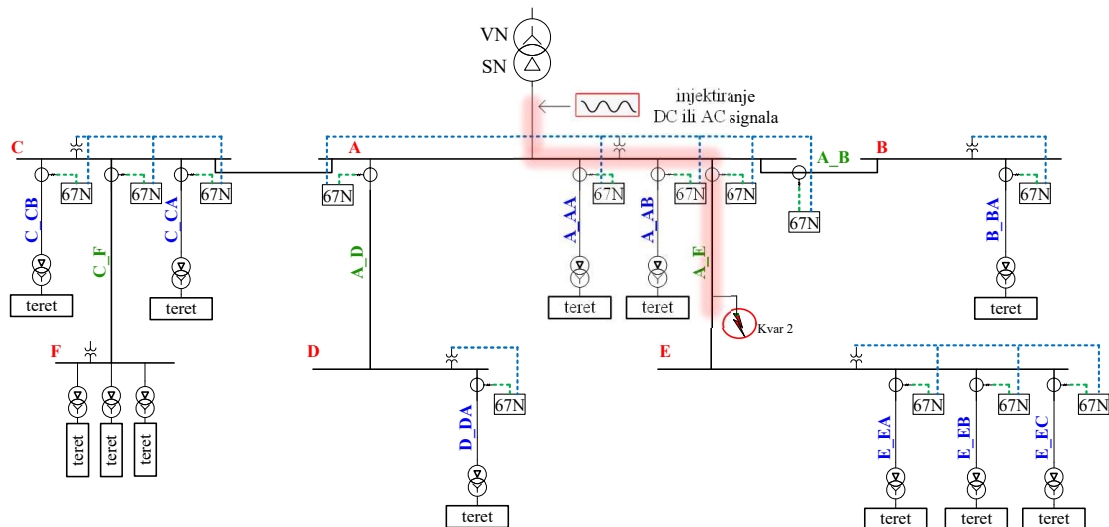 VN
SN
injektiranje
DC ili AC signala
C
A
A_B
B
67N
67N
67N
67N
67N
67N
67N
67N
67N
C_CB
C_F
C_CA
A_D
A_AA
A_AB
A_E
B_BA
teret
teret
teret
teret
teret
Kvar 2
F
D
E
67N
67N
67N
67N
teret
teret
teret
D_DA
E_EA
E_EB
E_EC
teret
teret
teret
teret